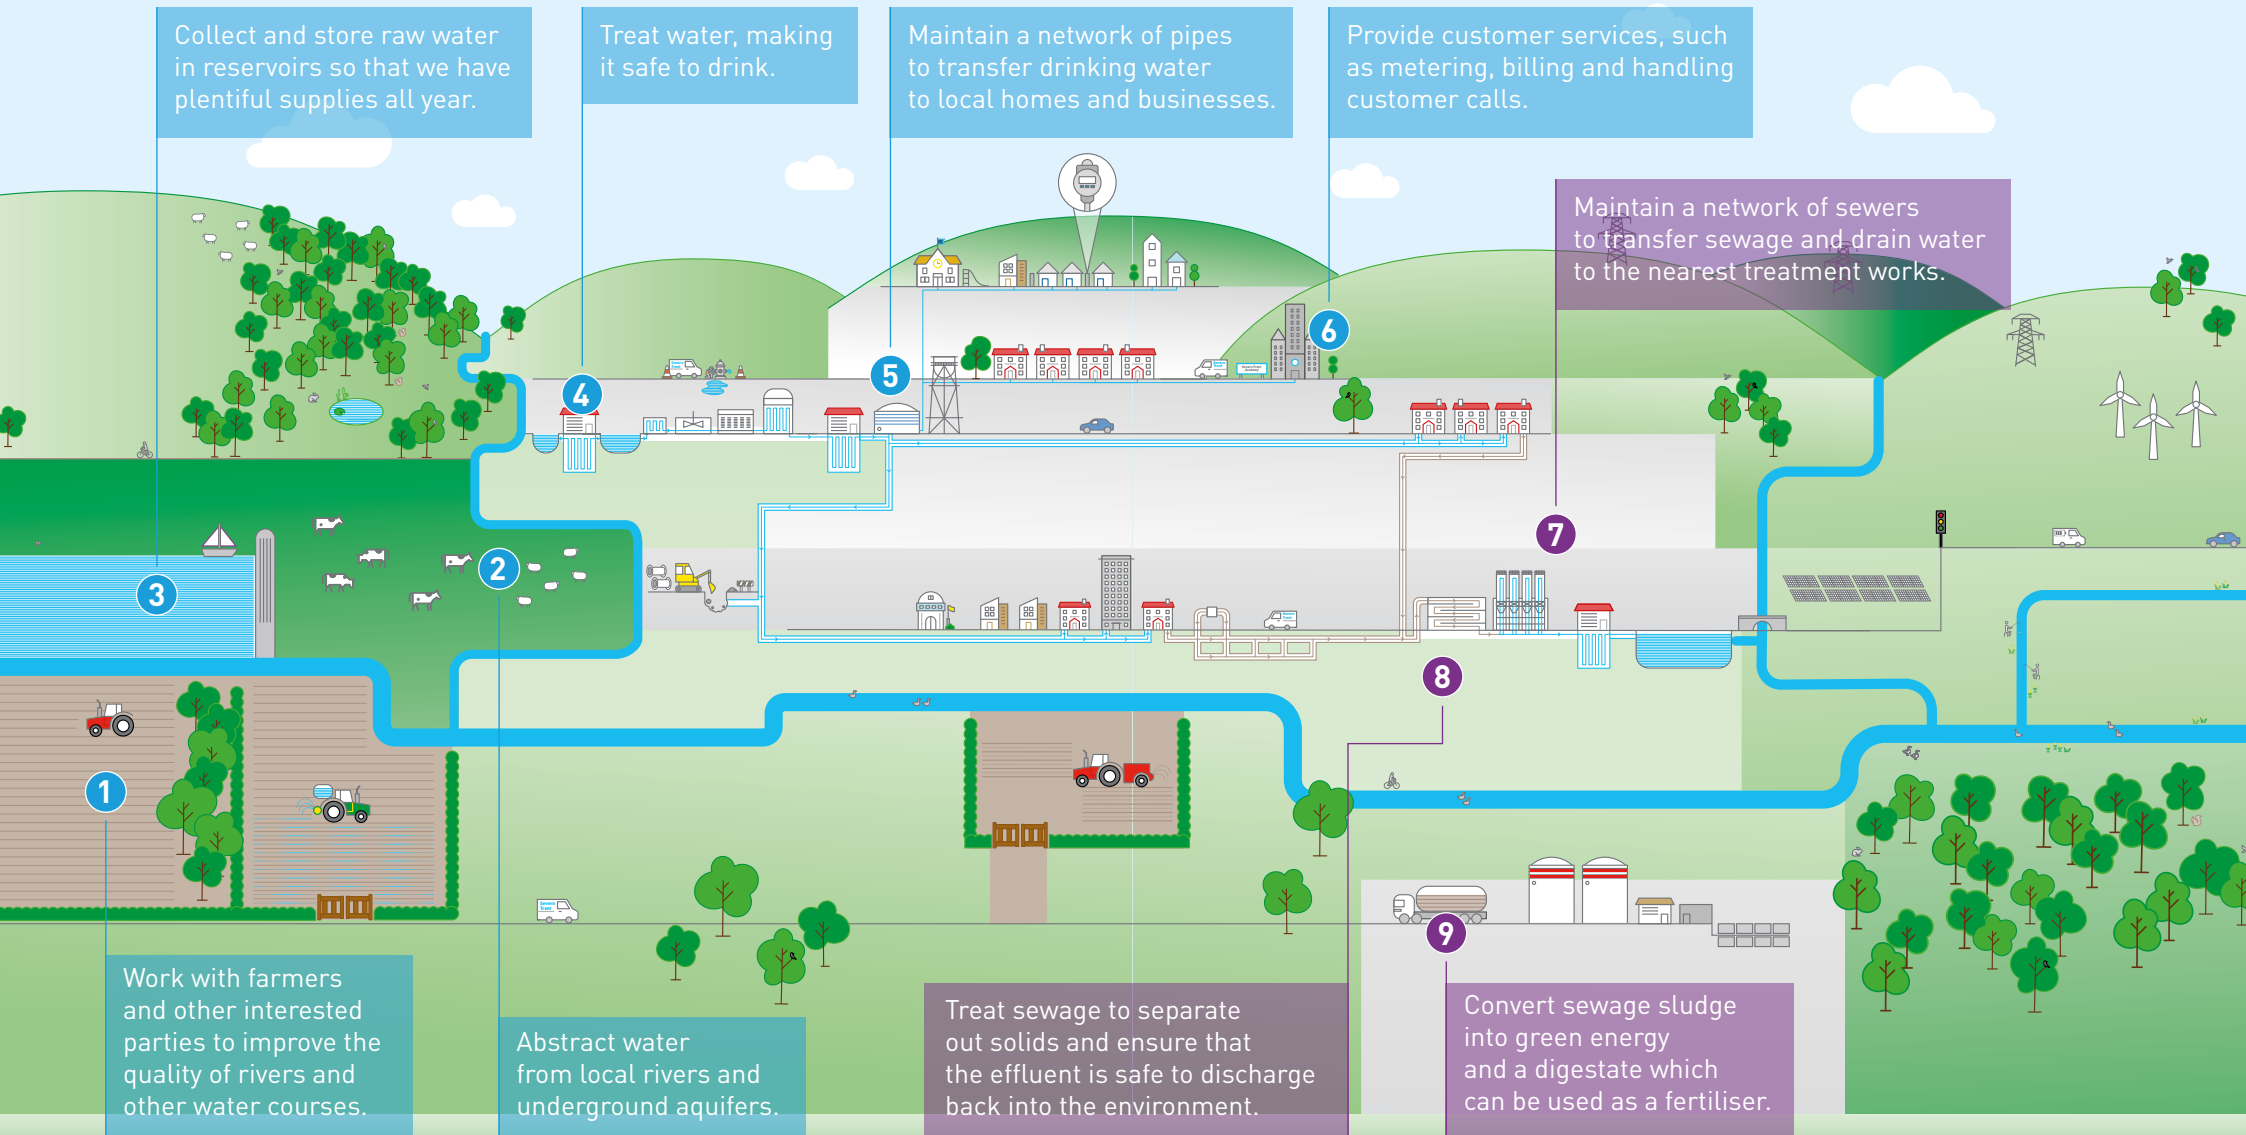 Collect and store raw water
in reservoirs so that we have
plentiful supplies all year.
Treat water, making
it safe to drink.
Maintain a network of pipes
to transfer drinking water
to local homes and businesses.
Provide customer services, such
as metering, billing and handling
customer calls.
Maintain a network of sewers
to transfer sewage and drain water
to the nearest treatment works.
6
5
4
7
2
3
8
1
9
Severn
Trent
Severn
Trent
Work with farmers
and other interested
parties to improve the
quality of rivers and
other water courses.
Abstract water
from local rivers and
underground aquifers.
Treat sewage to separate
out solids and ensure that
the effluent is safe to discharge
back into the environment.
Convert sewage sludge
into green energy
and a digestate which
can be used as a fertiliser.